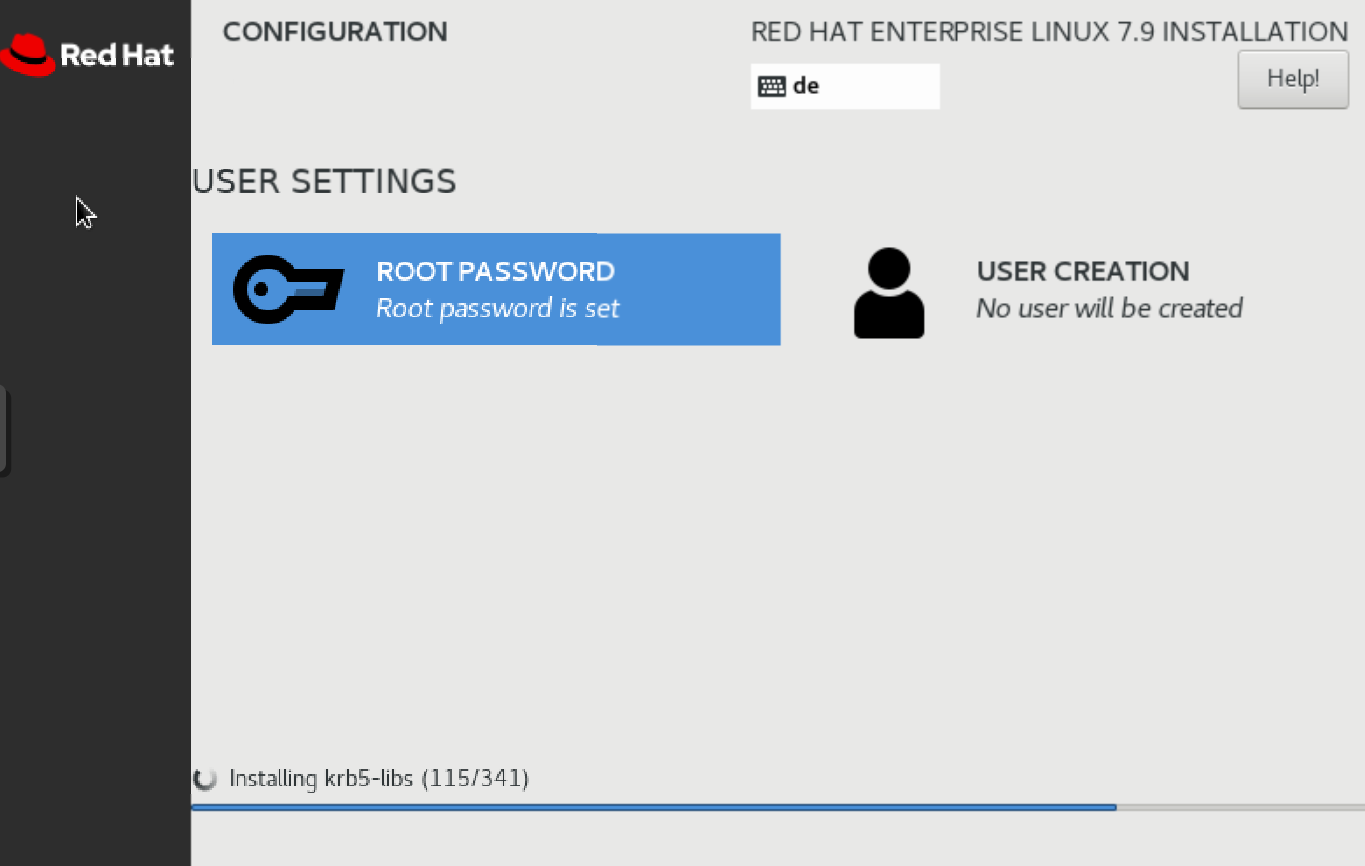 Red Hat
CONFIGURATION
RED HAT ENTERPRISE LINUX 7.9 INSTALLATION
de
Help!
USER SETTINGS
ROOT PASSWORD
Root password is set
USER CREATION
No user will be created
Installing krb5-libs (115/341)